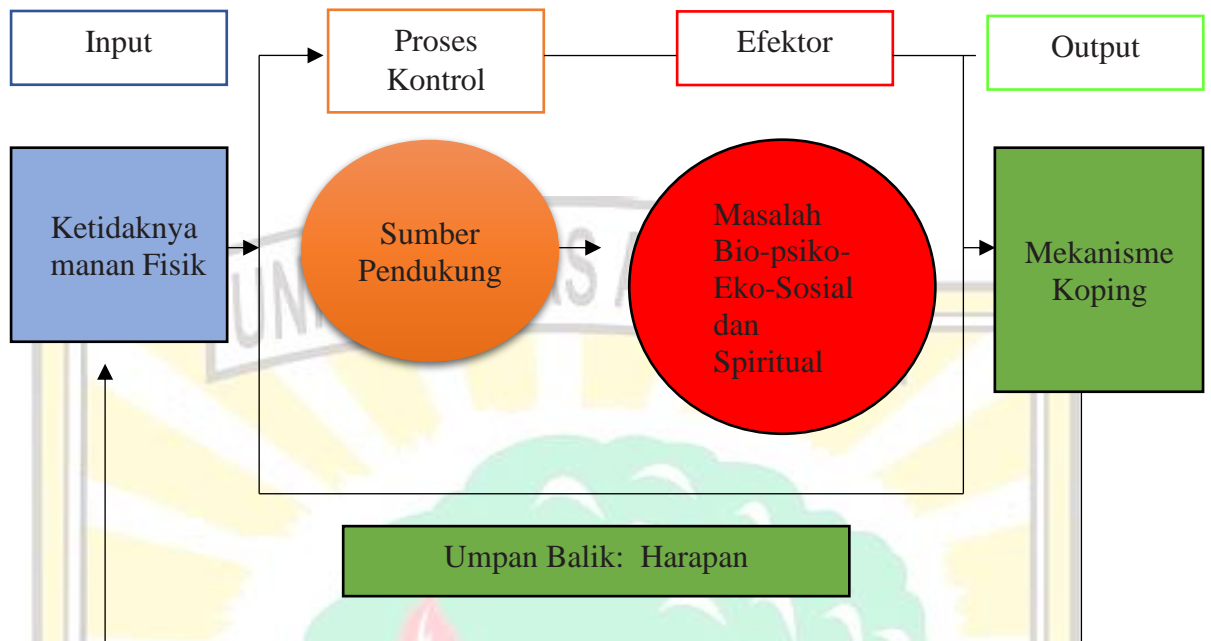 Input
Proses
Kontrol
Efektor
Output
Ketidaknya
manan Fisik
Sumber
Pendukung
Masalah
Bio-psiko-
Eko-Sosial
dan
Spiritual
Mekanisme
Koping
Umpan Balik: Harapan